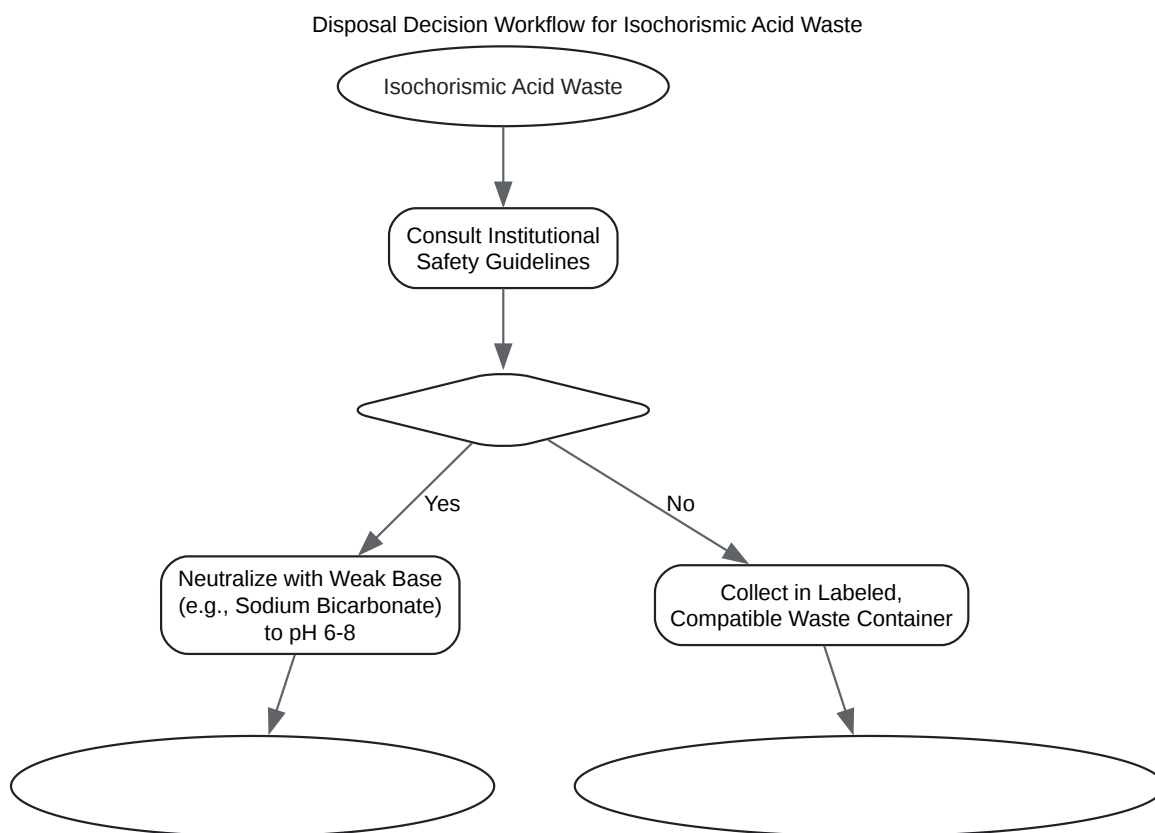 Disposal Decision Workflow for Isochorismic Acid Waste
Isochorismic Acid Waste
Consult Institutional
Safety Guidelines
Yes
No
Neutralize with Weak Base
(e.g., Sodium Bicarbonate)
to pH 6-8
Collect in Labeled,
Compatible Waste Container